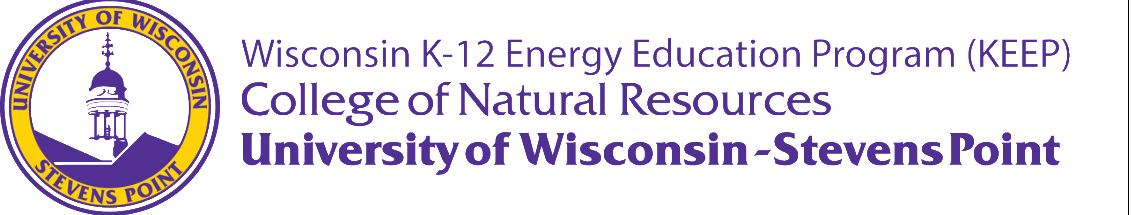 UNIVERSITY OF WISCONSIN
STEVENS POINT
Wisconsin K-12 Energy Education Program (KEEP)
College of Natural Resources
University of Wisconsin-Stevens Point